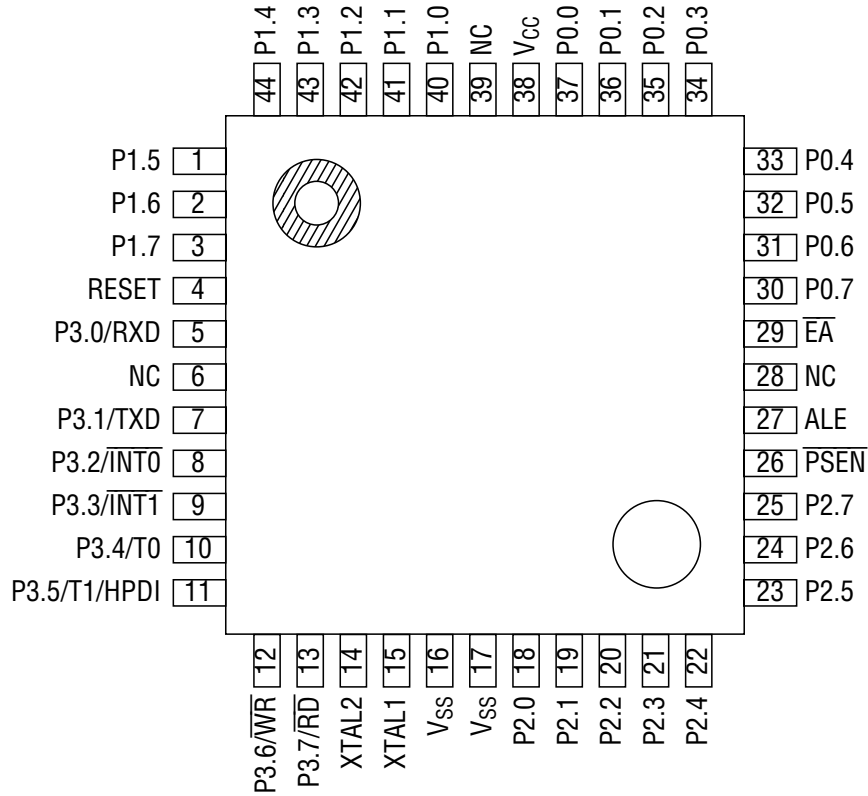 P1.4 P1.3 P1.2 P1.1 P1.0 NC VCC P0.0 P0.1 P0.2 P0.3
44 43 42 41 40 39 38 37 36 35 34
P1.5 1 33 P0.4
P1.6 2 32 P0.5
P1.7 3 31 P0.6
RESET 4 30 P0.7
P3.0/RXD 5 29 E̅A̅
NC 6 28 NC
P3.1/TXD 7 27 ALE
P3.2/I̅N̅T̅0̅ 8 26 P̅S̅E̅N̅
P3.3/I̅N̅T̅1̅ 9 25 P2.7
P3.4/T0 10 24 P2.6
P3.5/T1/HPDI 11 23 P2.5
12 13 14 15 16 17 18 19 20 21 22
P3.6/W̅R̅ P3.7/R̅D̅ XTAL2 XTAL1 VSS VSS P2.0 P2.1 P2.2 P2.3 P2.4